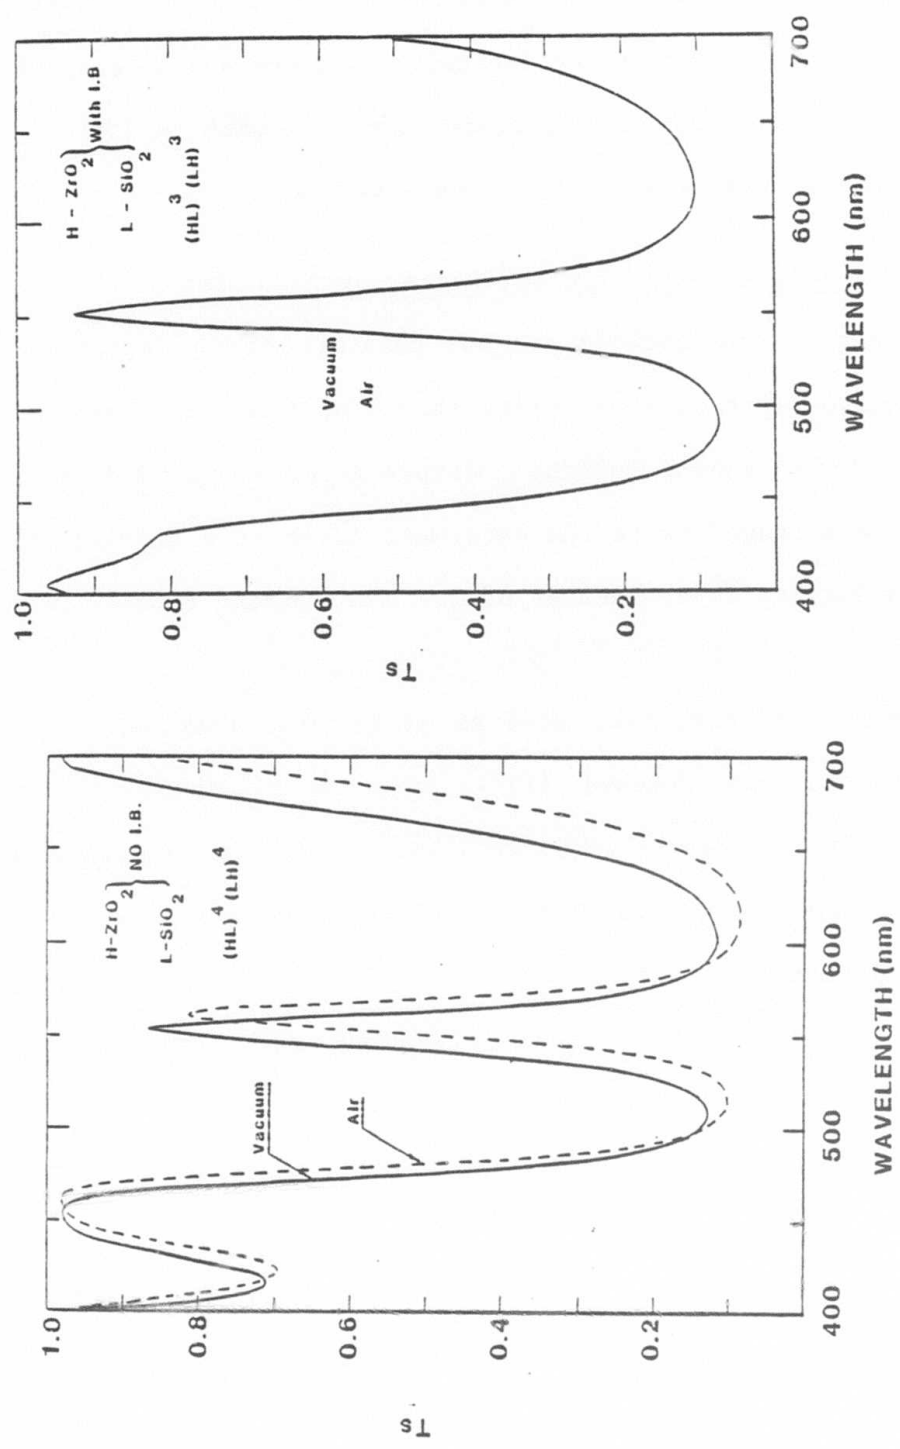 H-ZrO2} NO I.B.
L-SiO2
(HL)4 (LH)4
Vacuum
Air
1.0
0.8
0.6
0.4
0.2
Ts
400
500
600
700
WAVELENGTH (nm)
H - ZrO2} With I.B
L - SiO2
(HL)3 (LH)3
Vacuum
Air
1.0
0.8
0.6
0.4
0.2
Ts
400
500
600
700
WAVELENGTH (nm)